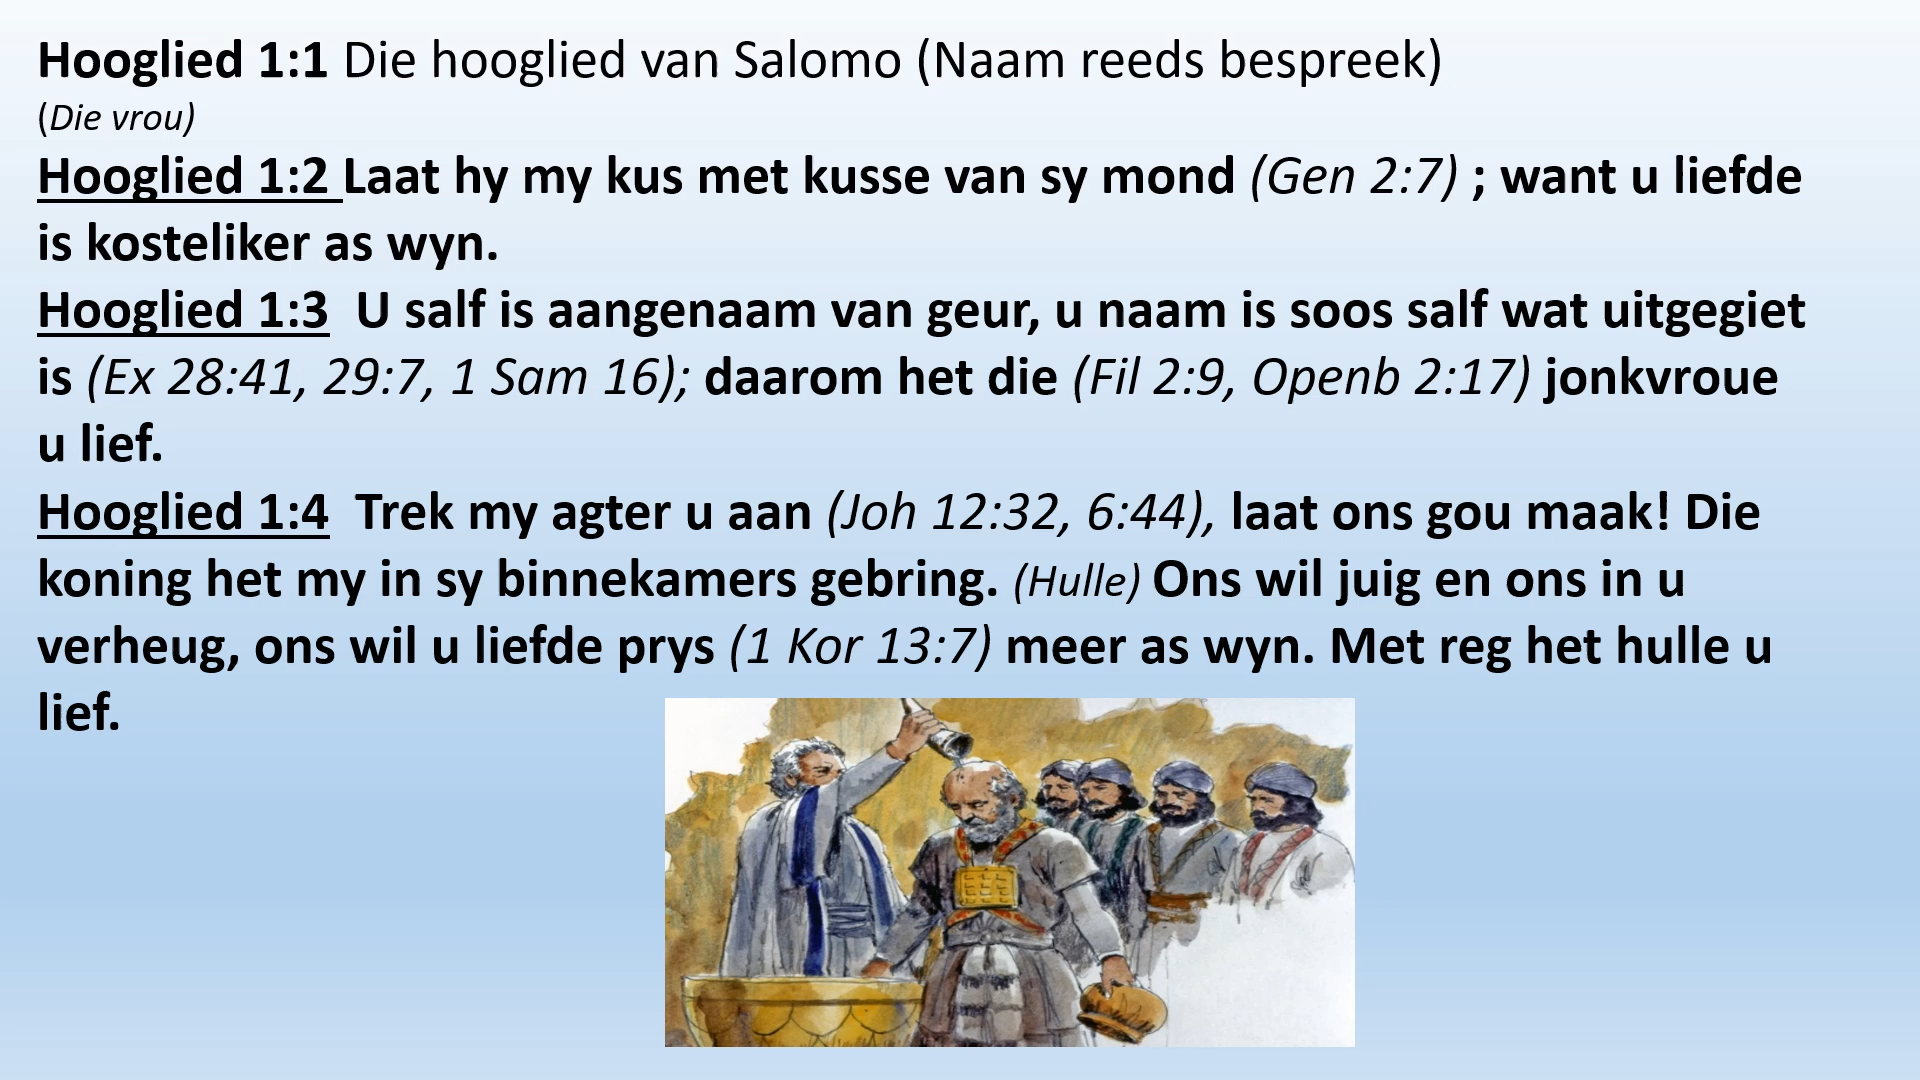 Hooglied 1:1 Die hooglied van Salomo (Naam reeds bespreek)
(Die vrou)
Hooglied 1:2 Laat hy my kus met kusse van sy mond (Gen 2:7) ; want u liefde
is kosteliker as wyn.
Hooglied 1:3  U salf is aangenaam van geur, u naam is soos salf wat uitgegiet
is (Ex 28:41, 29:7, 1 Sam 16); daarom het die (Fil 2:9, Openb 2:17) jonkvroue
u lief.
Hooglied 1:4  Trek my agter u aan (Joh 12:32, 6:44), laat ons gou maak! Die
koning het my in sy binnekamers gebring. (Hulle) Ons wil juig en ons in u
verheug, ons wil u liefde prys (1 Kor 13:7) meer as wyn. Met reg het hulle u
lief.